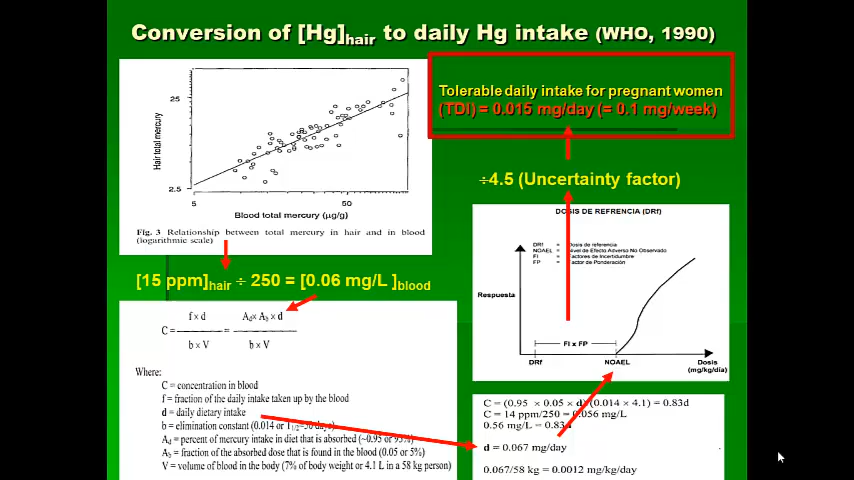 Conversion of [Hg]hair to daily Hg intake (WHO, 1990)
Hair total mercury
25
2.5
5
50
Blood total mercury (µg/g)
Fig. 3 Relationship between total mercury in hair and in blood
(logarithmic scale)
Tolerable daily intake for pregnant women
(TDI) = 0.015 mg/day (= 0.1 mg/week)
÷4.5 (Uncertainty factor)
[15 ppm]hair ÷ 250 = [0.06 mg/L ]blood
C = f x d / b x V = Ad x Ab x d / b x V
Where:
C = concentration in blood
f = fraction of the daily intake taken up by the blood
d = daily dietary intake
b = elimination constant (0.014 or T1/2=50 days)
Ad = percent of mercury intake in diet that is absorbed (~0.95 or 95%)
Ab = fraction of the absorbed dose that is found in the blood (0.05 or 5%)
V = volume of blood in the body (7% of body weight or 4.1 L in a 58 kg person)
DOSIS DE REFRENCIA (DRf)
DRf = Dosis de referencia
NOAEL = Nivel de Efecto Adverso No Observado
FI = Factores de Incertidumbre
FP = Factor de Ponderación
Respuesta
FI x FP
DRf
NOAEL
Dosis
(mg/kg/día)
C = (0.95 × 0.05 × d)/(0.014 × 4.1) = 0.83d
C = 14 ppm/250 = 0.056 mg/L
0.56 mg/L = 0.83d
d = 0.067 mg/day
0.067/58 kg = 0.0012 mg/kg/day